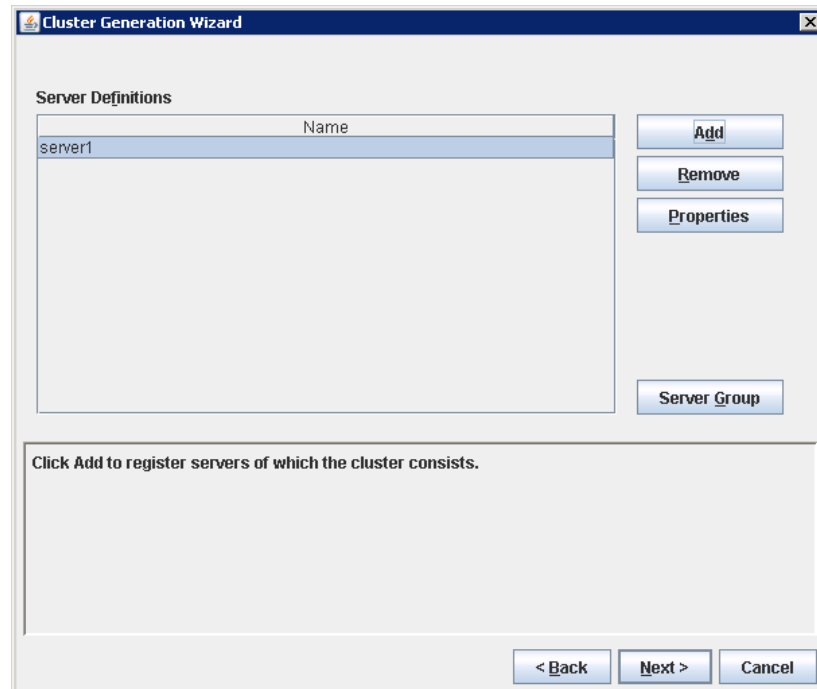 Cluster Generation Wizard
Server Definitions
Name
server1
Add
Remove
Properties
Server Group
Click Add to register servers of which the cluster consists.
< Back
Next >
Cancel